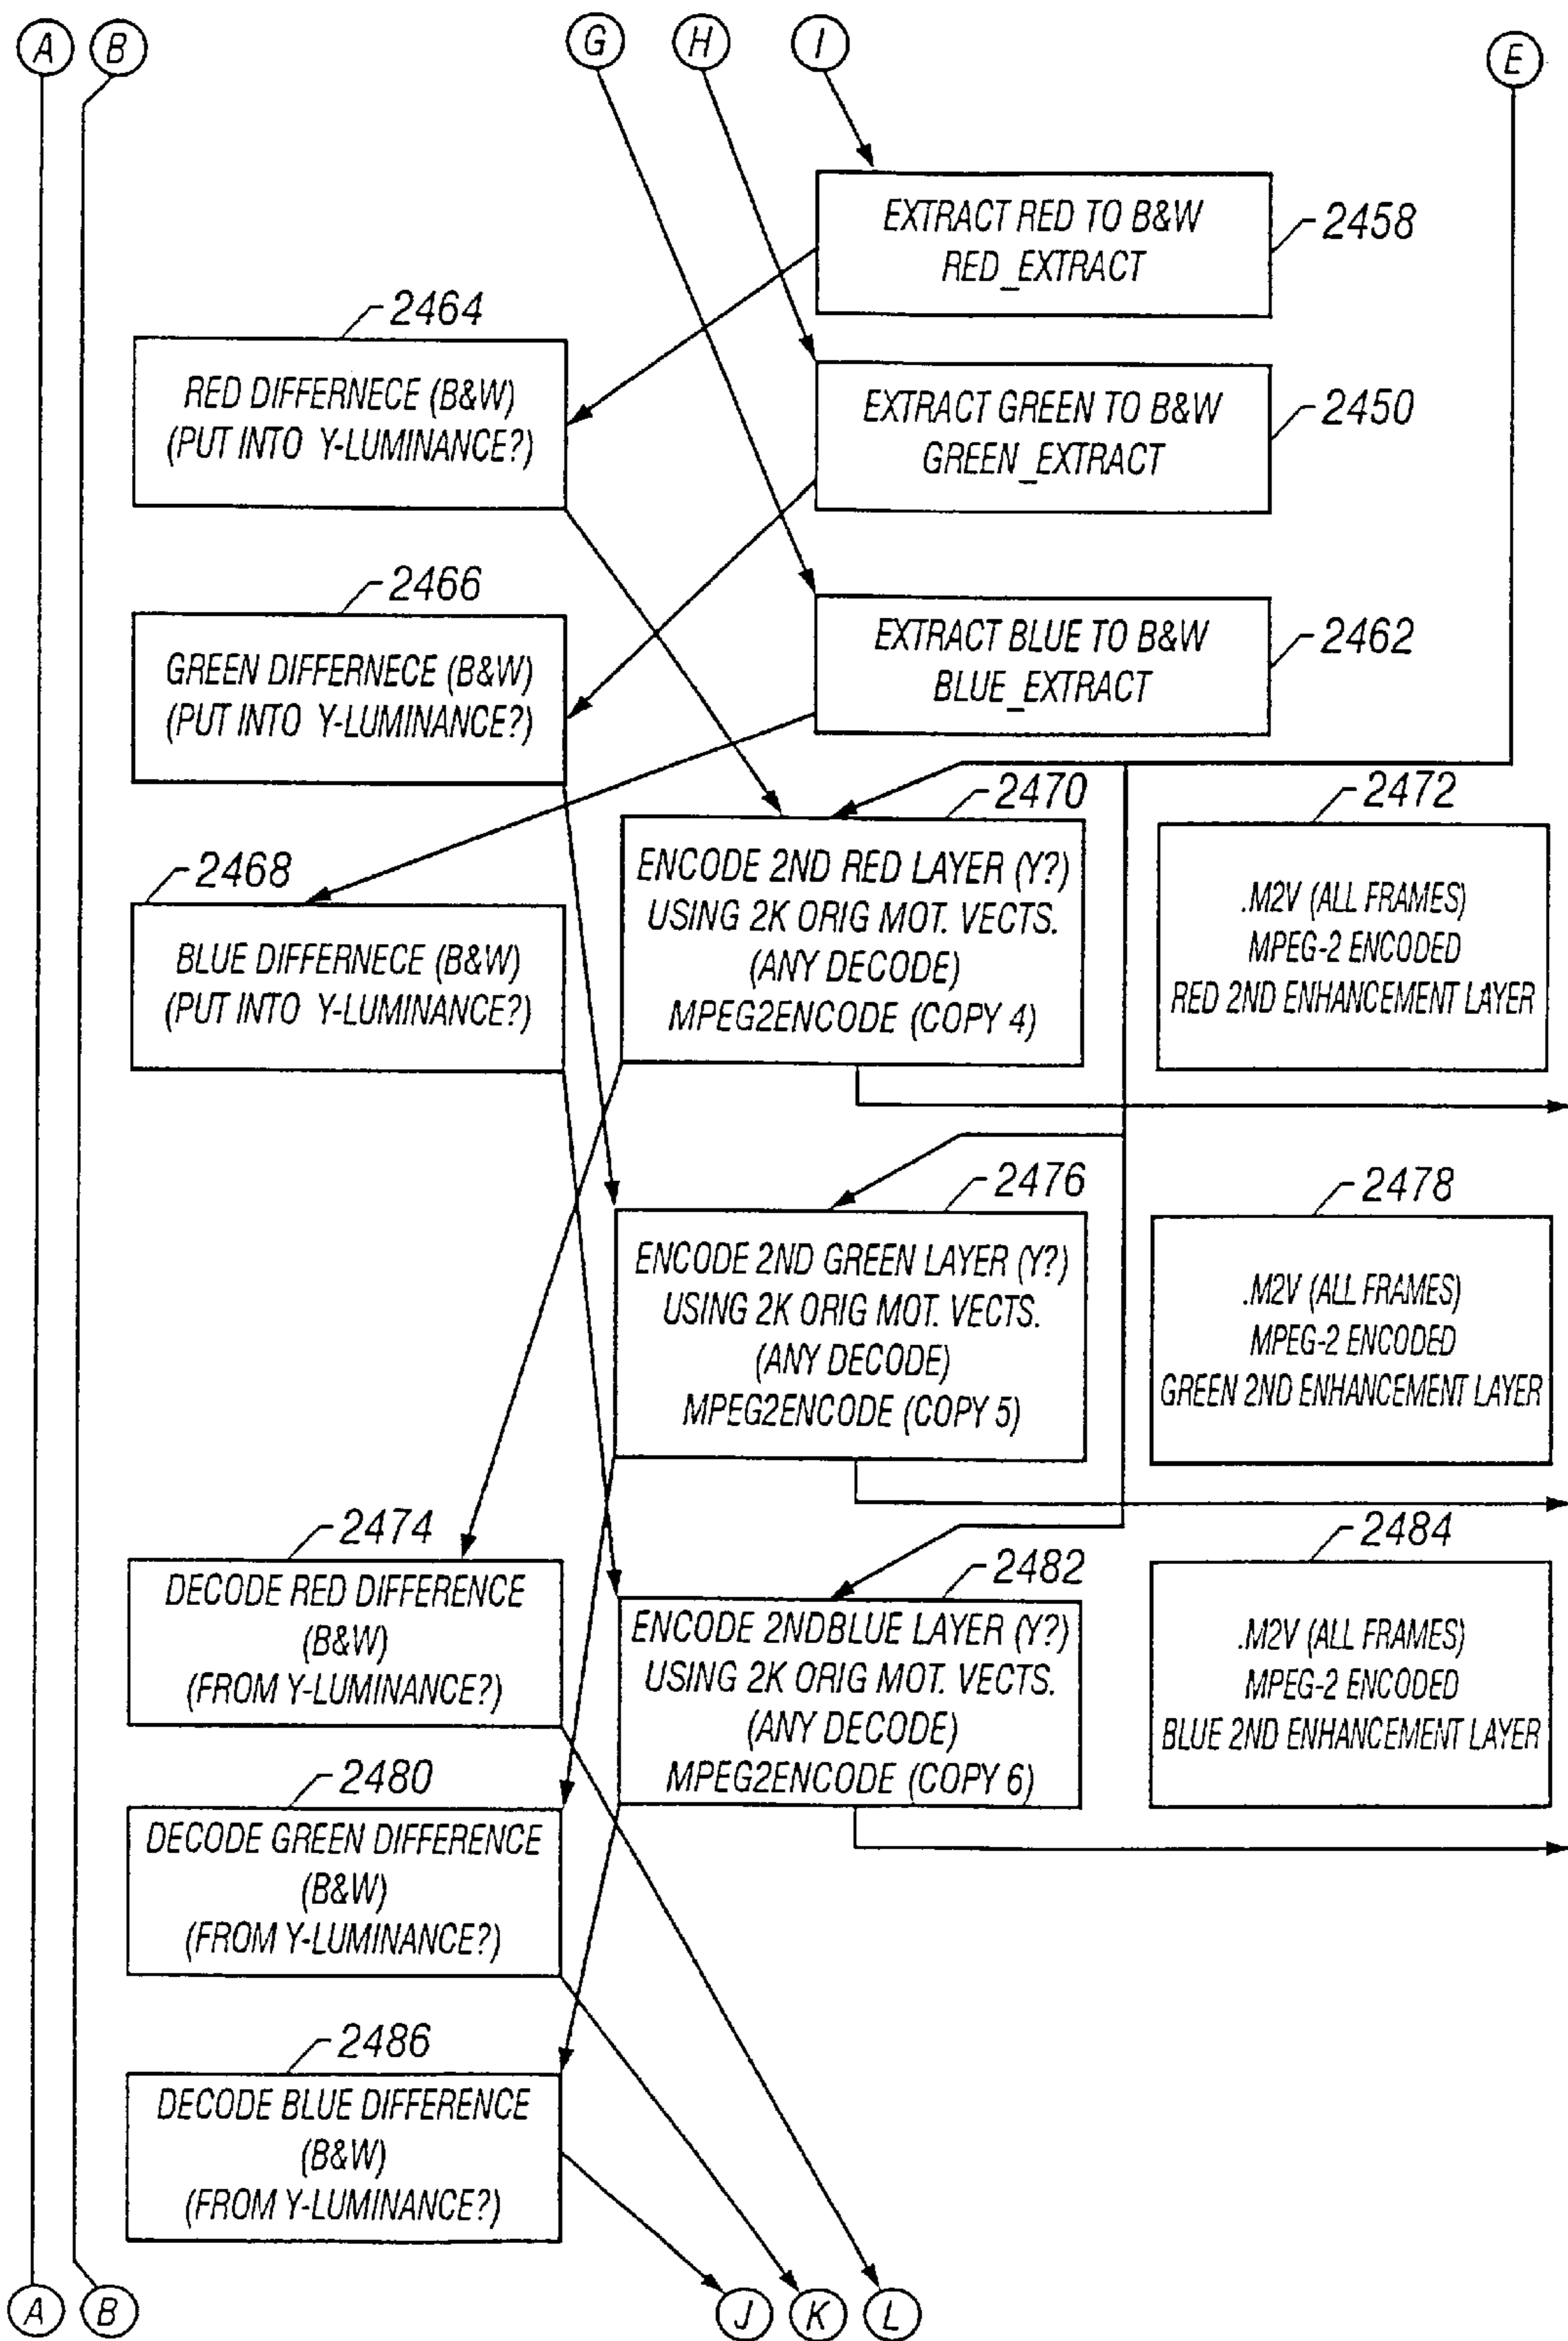 A B G H I E
EXTRACT RED TO B&W
RED_EXTRACT
2458
2464
RED DIFFERNECE (B&W)
(PUT INTO Y-LUMINANCE?)
EXTRACT GREEN TO B&W
GREEN_EXTRACT
2450
2466
GREEN DIFFERNECE (B&W)
(PUT INTO Y-LUMINANCE?)
EXTRACT BLUE TO B&W
BLUE_EXTRACT
2462
2468
BLUE DIFFERNECE (B&W)
(PUT INTO Y-LUMINANCE?)
2470
ENCODE 2ND RED LAYER (Y?)
USING 2K ORIG MOT. VECTS.
(ANY DECODE)
MPEG2ENCODE (COPY 4)
2472
.M2V (ALL FRAMES)
MPEG-2 ENCODED
RED 2ND ENHANCEMENT LAYER
2476
ENCODE 2ND GREEN LAYER (Y?)
USING 2K ORIG MOT. VECTS.
(ANY DECODE)
MPEG2ENCODE (COPY 5)
2478
.M2V (ALL FRAMES)
MPEG-2 ENCODED
GREEN 2ND ENHANCEMENT LAYER
2474
DECODE RED DIFFERENCE
(B&W)
(FROM Y-LUMINANCE?)
2482
ENCODE 2NDBLUE LAYER (Y?)
USING 2K ORIG MOT. VECTS.
(ANY DECODE)
MPEG2ENCODE (COPY 6)
2484
.M2V (ALL FRAMES)
MPEG-2 ENCODED
BLUE 2ND ENHANCEMENT LAYER
2480
DECODE GREEN DIFFERENCE
(B&W)
(FROM Y-LUMINANCE?)
2486
DECODE BLUE DIFFERENCE
(B&W)
(FROM Y-LUMINANCE?)
A B J K L